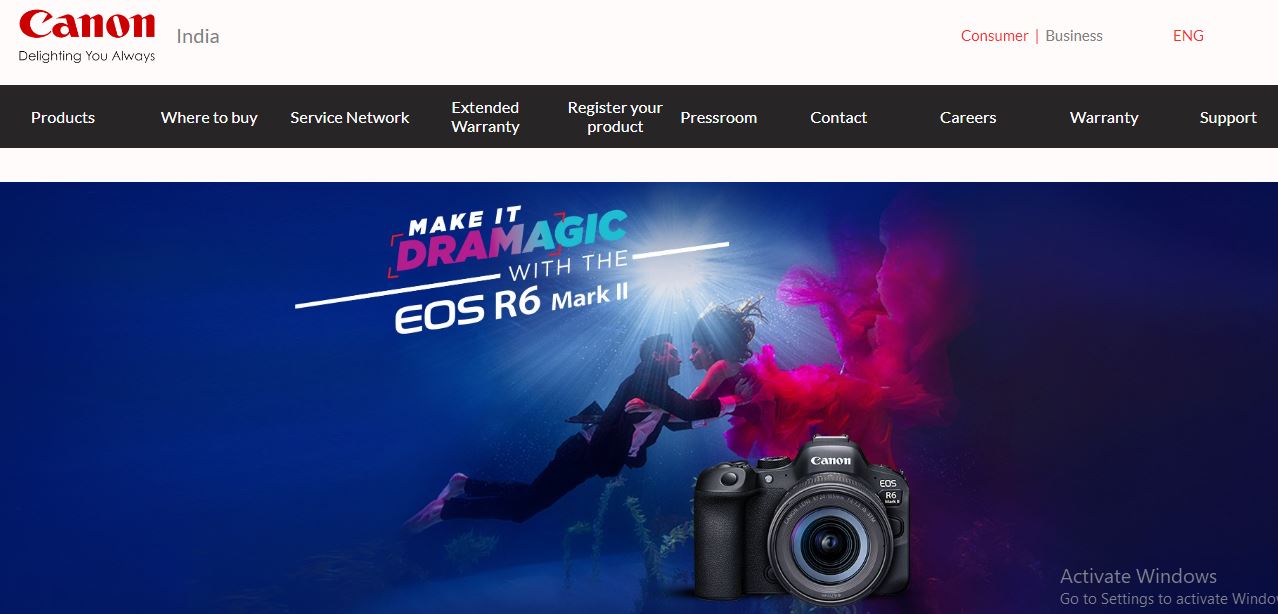 Canon
Delighting You Always
India
Consumer | Business
ENG
Products
Where to buy
Service Network
Extended
Warranty
Register your
product
Pressroom
Contact
Careers
Warranty
Support
MAKE IT
DRAMAGIC
WITH THE
EOS R6 Mark II
Canon
EOS
R6
Mark II
Activate Windows
Go to Settings to activate Windo